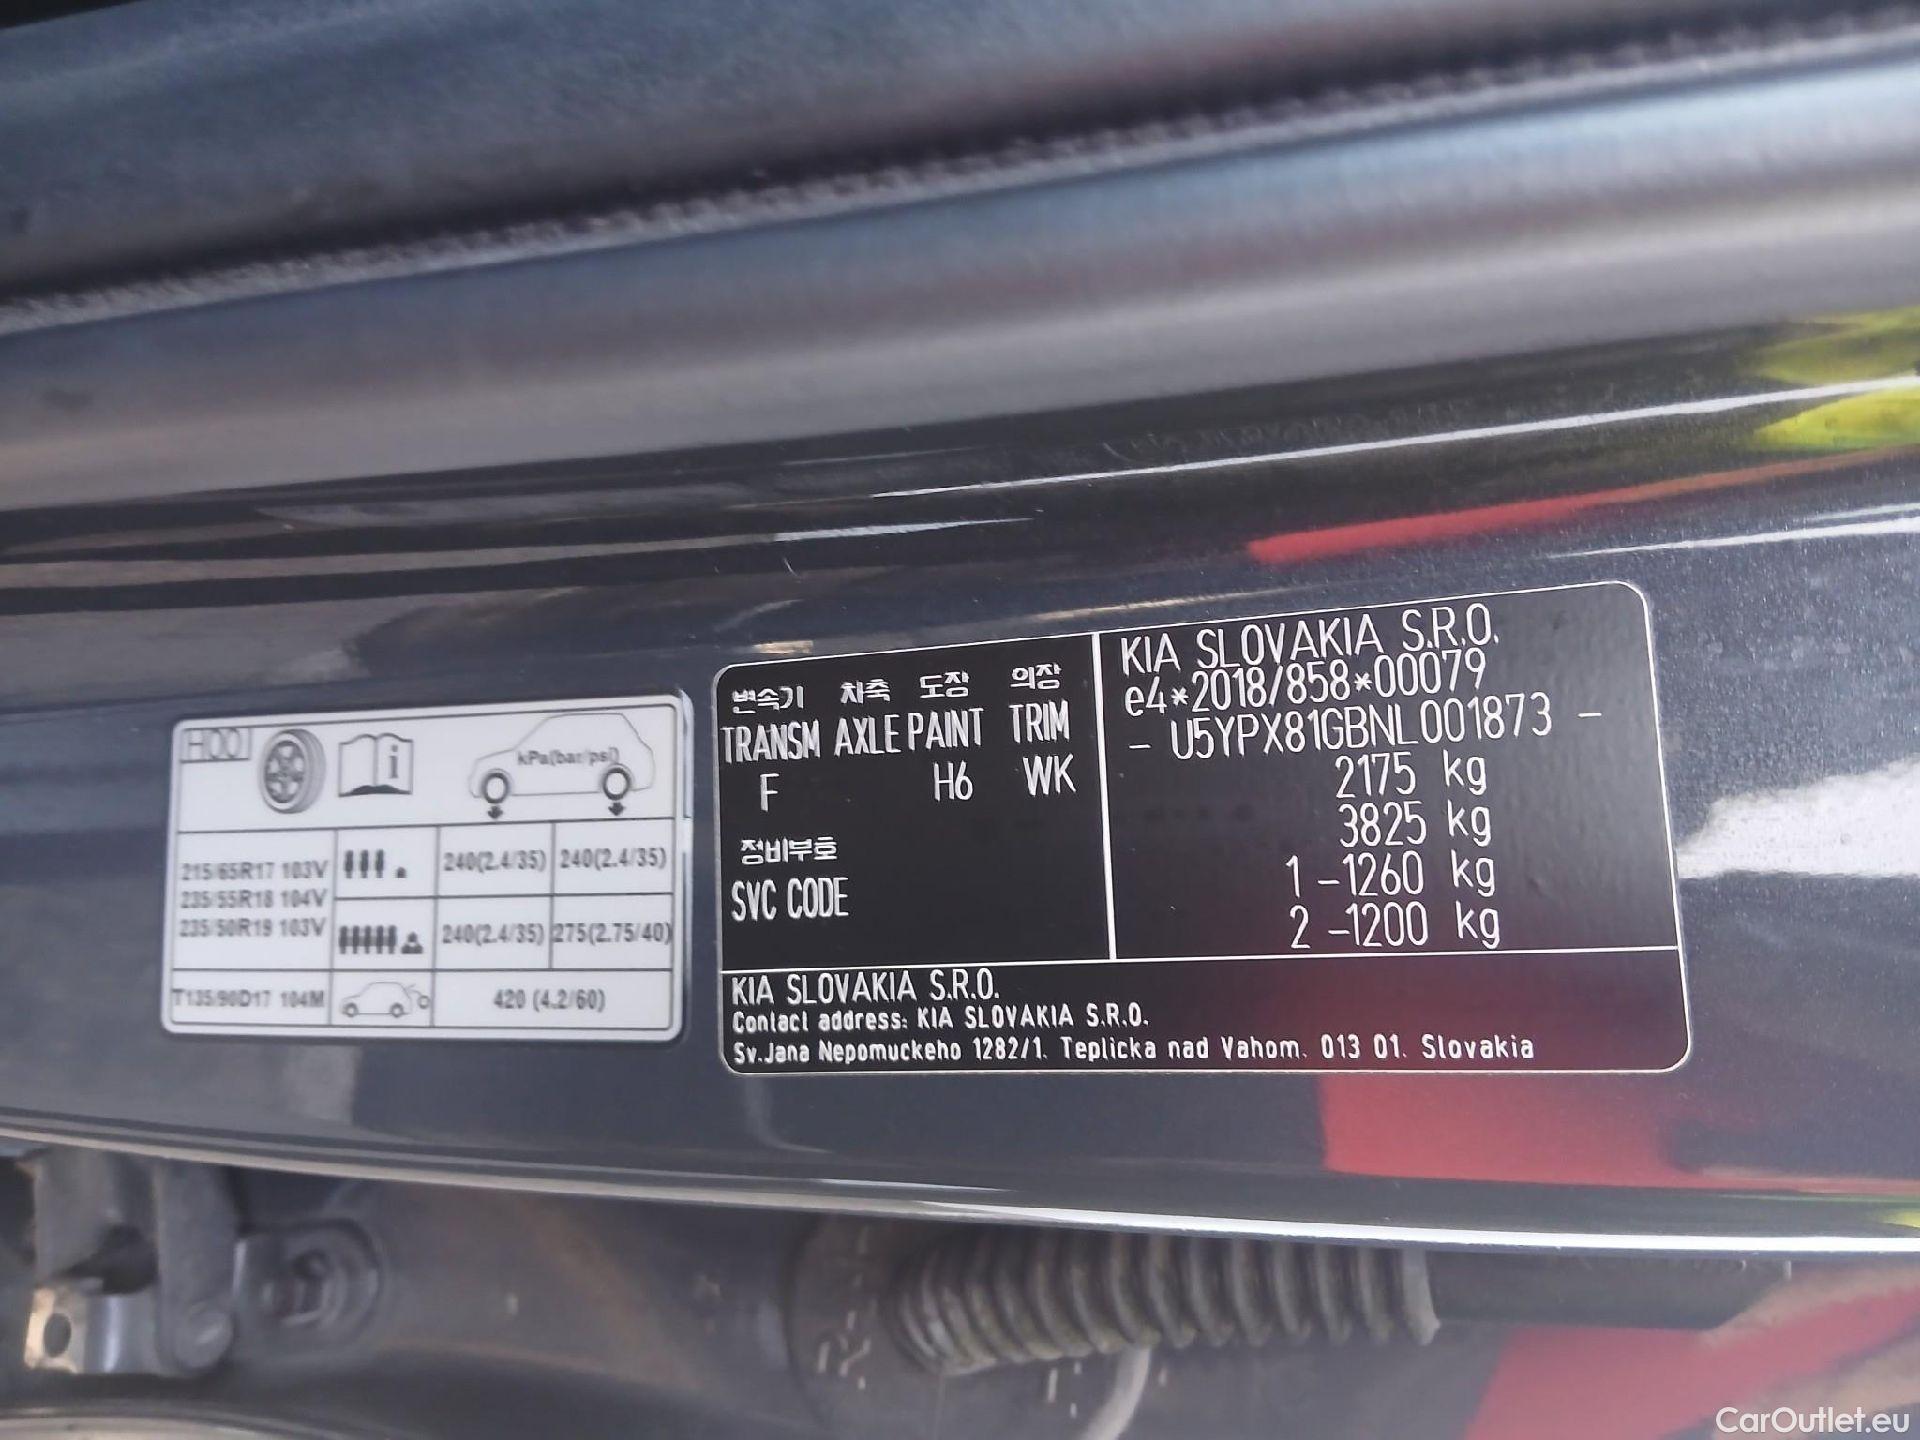 H00
kPa(bar/psi)
215/65R17 103V
235/55R18 104V
235/50R19 103V
240(2.4/35) 240(2.4/35)
240(2.4/35) 275(2.75/40)
T135/90D17 104M
420 (4.2/60)
변속기 차축 도장 의장
TRANSM AXLE PAINT TRIM
F H6 WK
정비부호
SVC CODE
KIA SLOVAKIA S.R.O.
e4*2018/858*00079
- U5YPX81GBNL001873 -
2175 kg
3825 kg
1 -1260 kg
2 -1200 kg
KIA SLOVAKIA S.R.O.
Contact address: KIA SLOVAKIA S.R.O.
Sv.Jana Nepomuckeho 1282/1. Teplicka nad Vahom. 013 01. Slovakia
CarOutlet.eu